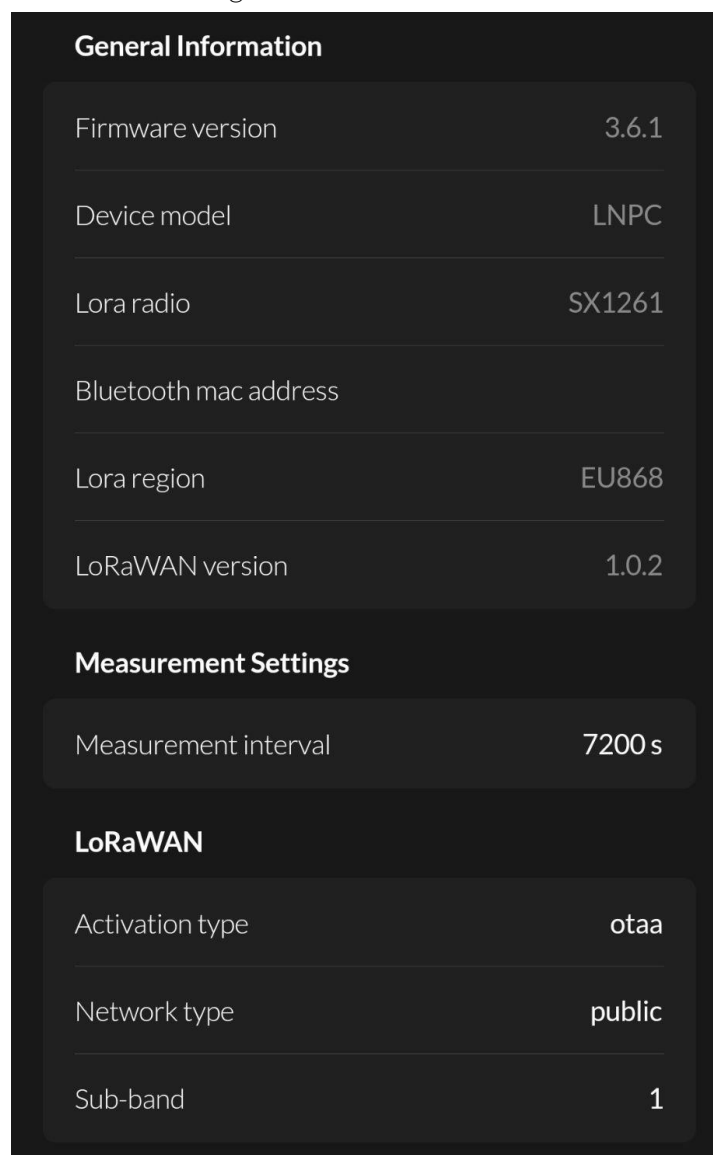 General Information
Firmware version 3.6.1
Device model LNPC
Lora radio SX1261
Bluetooth mac address
Lora region EU868
LoRaWAN version 1.0.2
Measurement Settings
Measurement interval 7200 s
LoRaWAN
Activation type otaa
Network type public
Sub-band 1